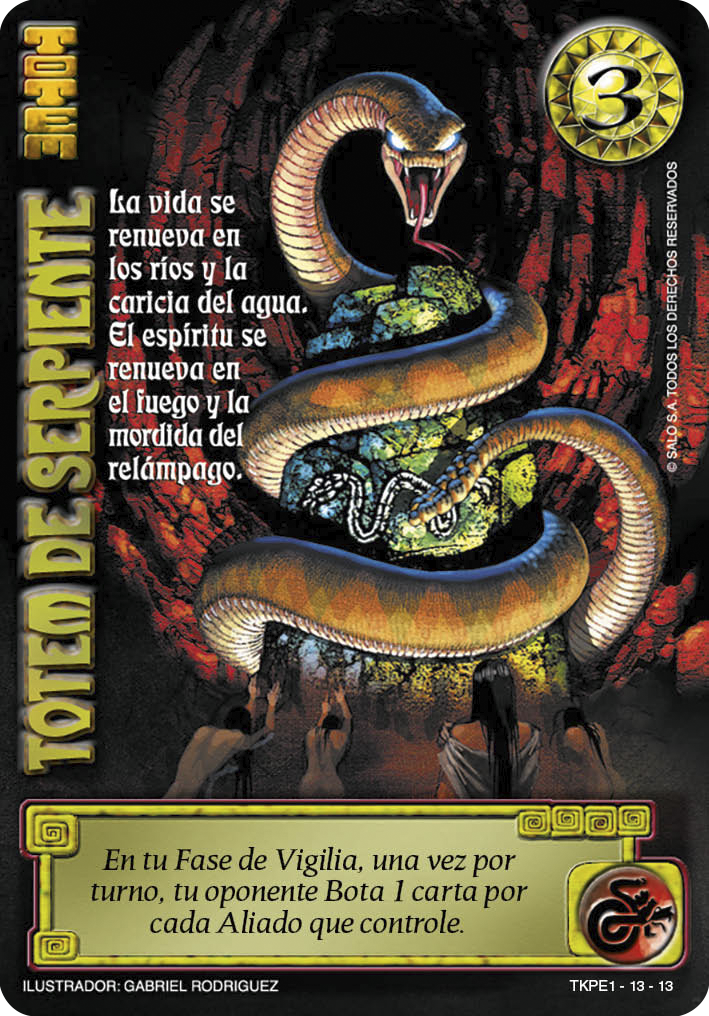 TOTEM
3
TOTEM DE SERPIENTE
La vida se
renueva en
los ríos y la
caricia del agua.
El espíritu se
renueva en
el fuego y la
mordida del
relámpago.
© SALO S.A. TODOS LOS DERECHOS RESERVADOS
En tu Fase de Vigilia, una vez por
turno, tu oponente Bota 1 carta por
cada Aliado que controle.
ILUSTRADOR: GABRIEL RODRIGUEZ
TKPE1 - 13 - 13